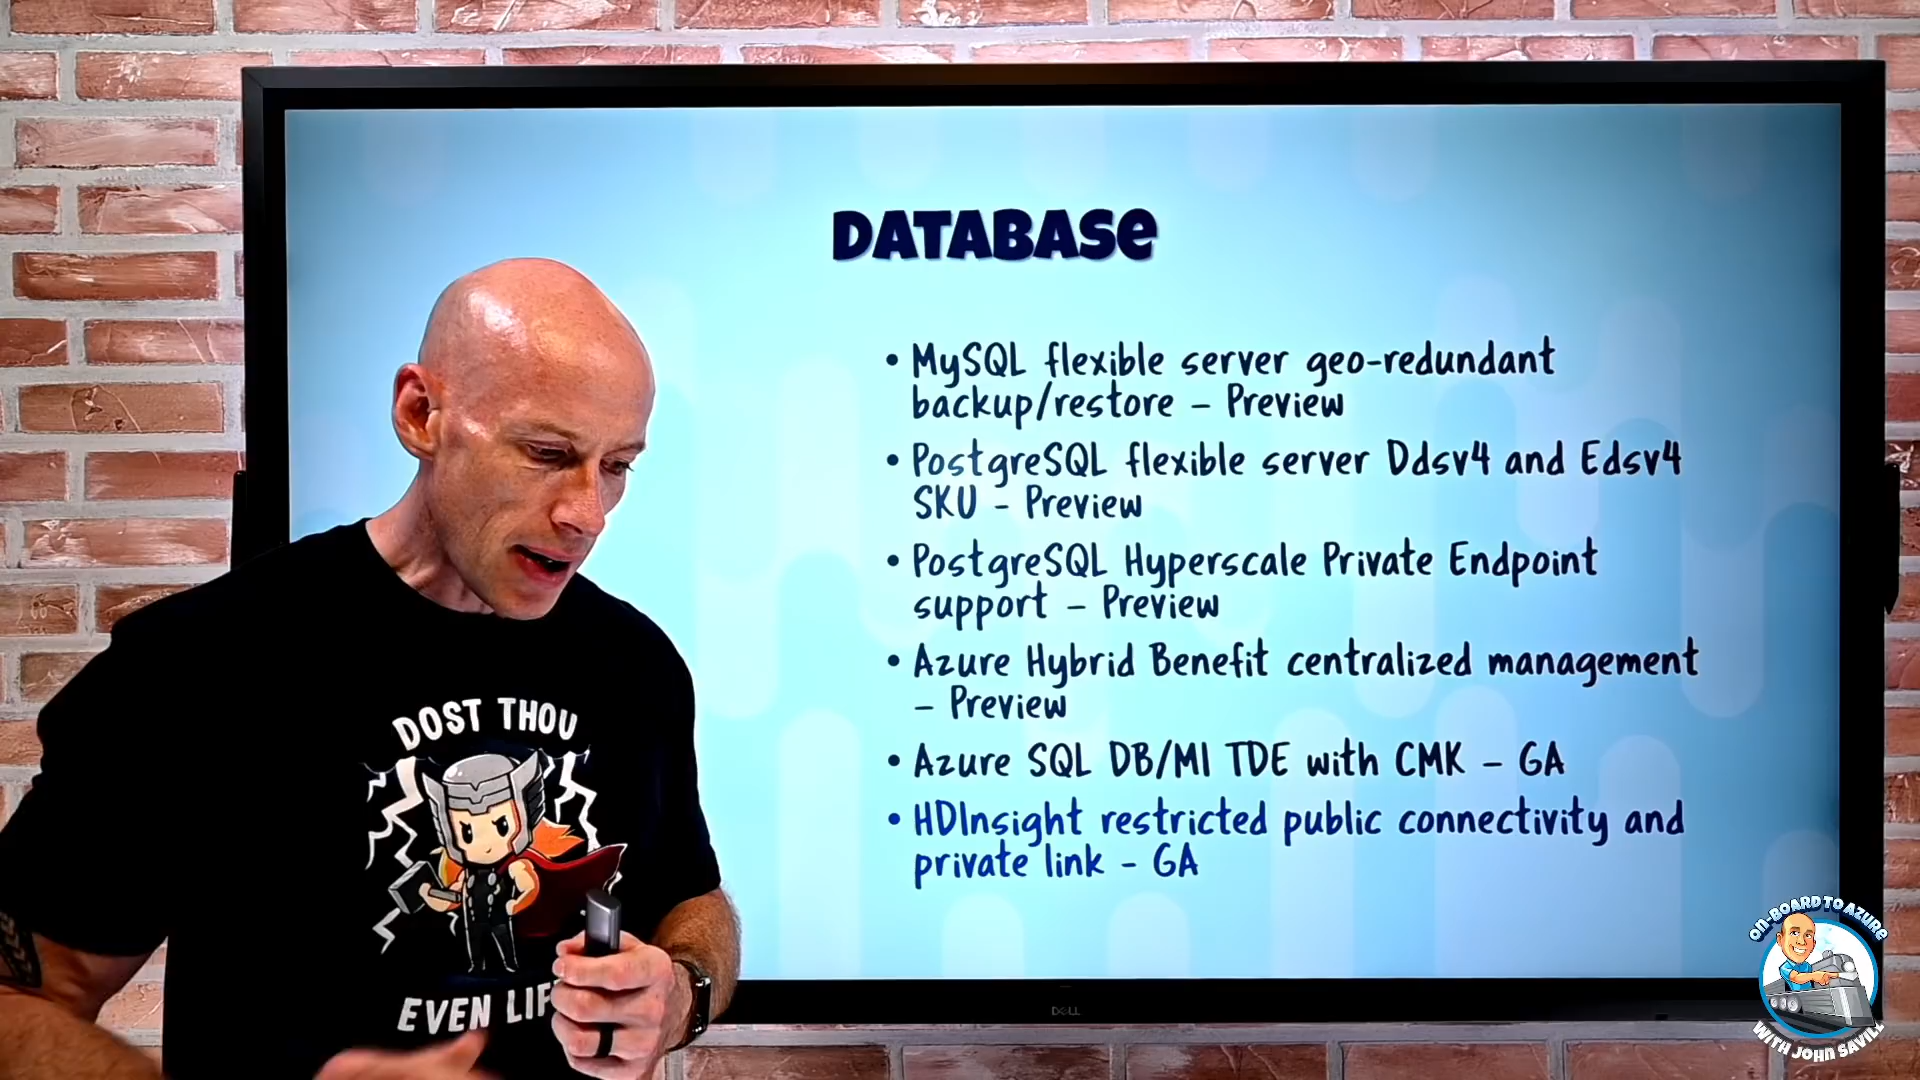 DATABASE
• MySQL flexible server geo-redundant
backup/restore – Preview
• PostgreSQL flexible server Ddsv4 and Edsv4
SKU - Preview
• PostgreSQL Hyperscale Private Endpoint
support – Preview
• Azure Hybrid Benefit centralized management
– Preview
• Azure SQL DB/MI TDE with CMK – GA
• HDInsight restricted public connectivity and
private link - GA
DOST THOU
EVEN LIF
DELL
ON-BOARD TO AZURE
WITH JOHN SAVILL